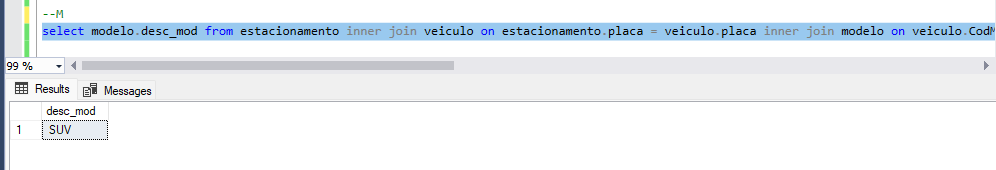 --M
select modelo.desc_mod from estacionamento inner join veiculo on estacionamento.placa = veiculo.placa inner join modelo on veiculo.CodM
99 %
Results Messages
desc_mod
1 SUV